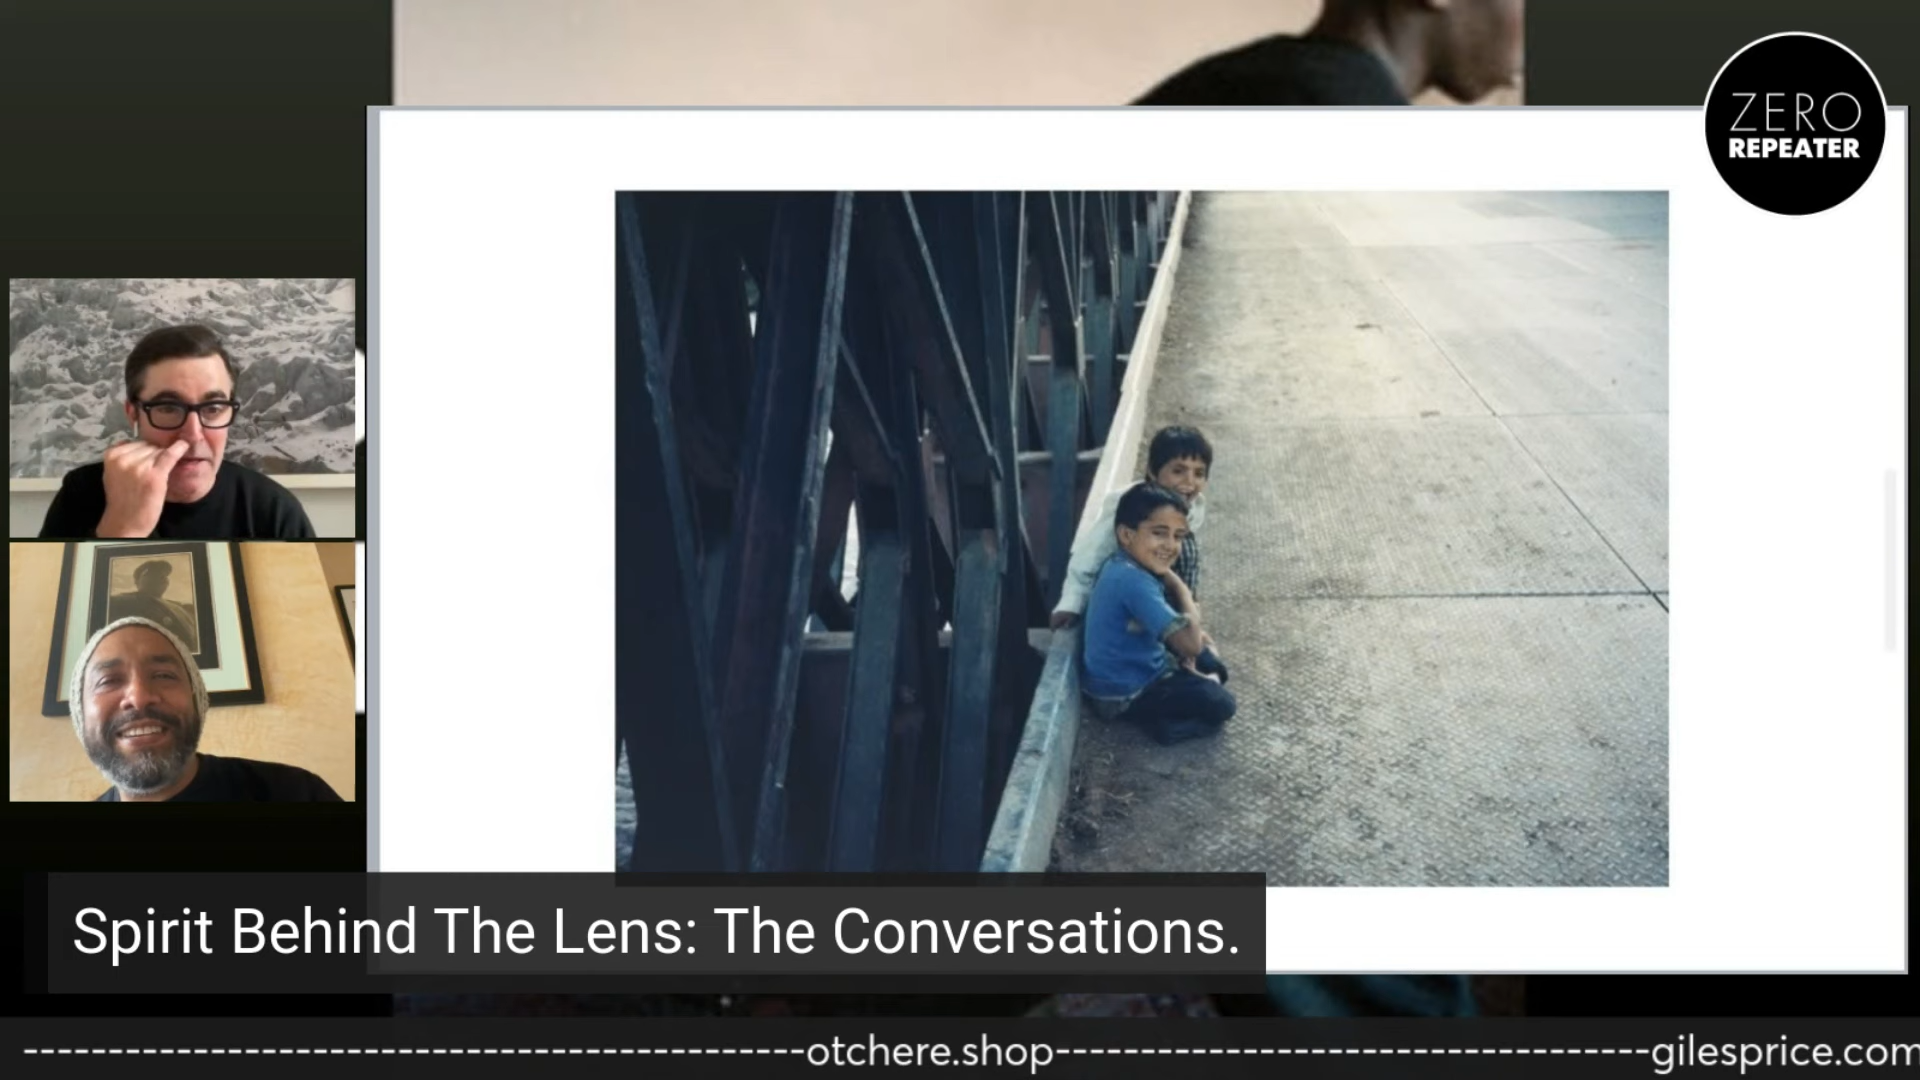 ZERO
REPEATER
Spirit Behind The Lens: The Conversations.
-----------------------------------------------otchere.shop-----------------------------------gilesprice.com